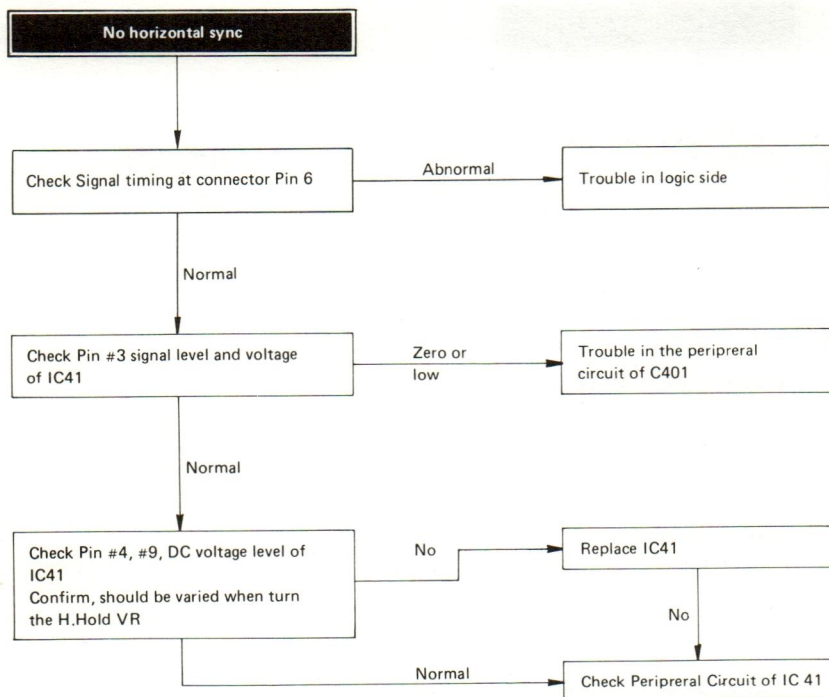 No horizontal sync
Check Signal timing at connector Pin 6
Abnormal
Trouble in logic side
Normal
Check Pin #3 signal level and voltage
of IC41
Zero or
low
Trouble in the peripreral
circuit of C401
Normal
Check Pin #4, #9, DC voltage level of
IC41
Confirm, should be varied when turn
the H.Hold VR
No
Replace IC41
No
Normal
Check Peripreral Circuit of IC 41